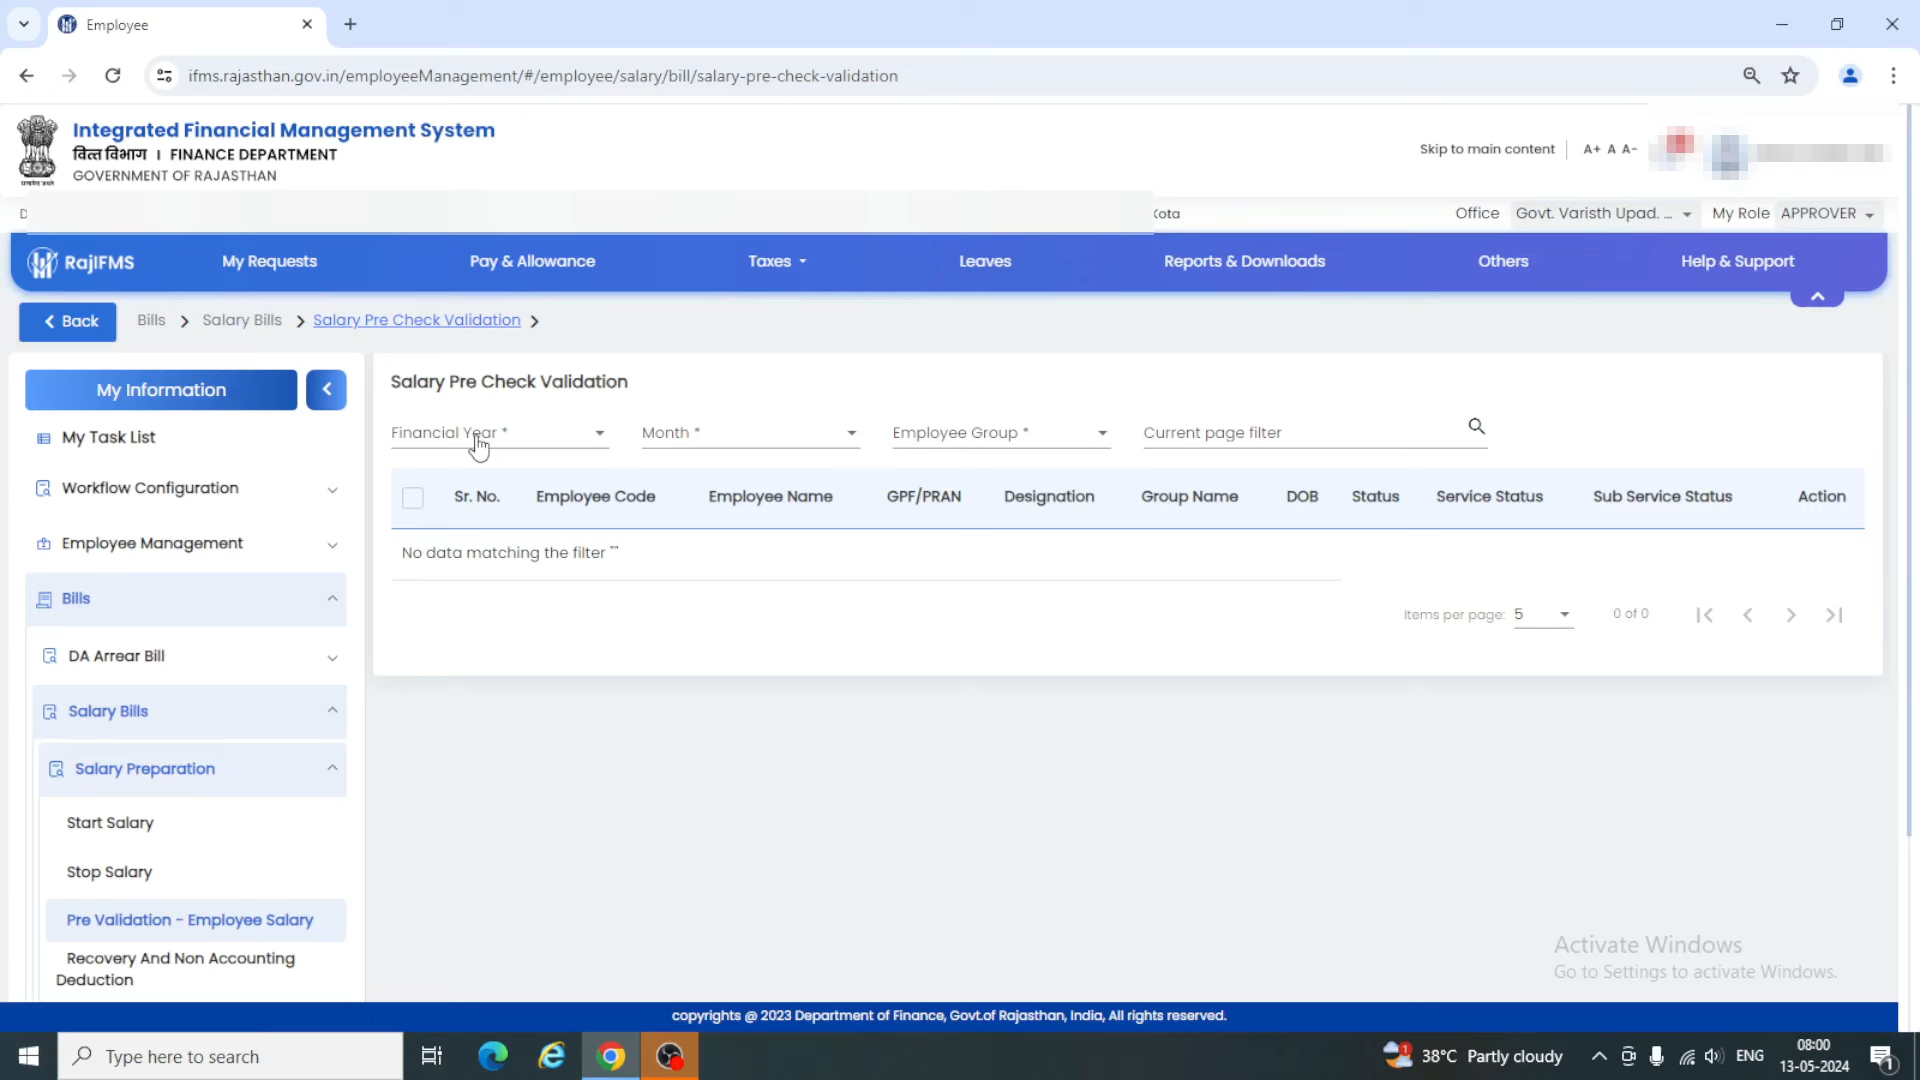 Employee
ifms.rajasthan.gov.in/employeeManagement/#/employee/salary/bill/salary-pre-check-validation
Integrated Financial Management System
वित्त विभाग I FINANCE DEPARTMENT
GOVERNMENT OF RAJASTHAN
Skip to main content A+ A A-
Kota Office Govt. Varisth Upad. ... My Role APPROVER
RajIFMS My Requests Pay & Allowance Taxes Leaves Reports & Downloads Others Help & Support
Back Bills Salary Bills Salary Pre Check Validation
My Information
My Task List
Workflow Configuration
Employee Management
Bills
DA Arrear Bill
Salary Bills
Salary Preparation
Start Salary
Stop Salary
Pre Validation - Employee Salary
Recovery And Non Accounting
Deduction
Salary Pre Check Validation
Financial Year * Month * Employee Group * Current page filter
Sr. No. Employee Code Employee Name GPF/PRAN Designation Group Name DOB Status Service Status Sub Service Status Action
No data matching the filter ""
Items per page: 5 0 of 0
Activate Windows
Go to Settings to activate Windows.
copyrights @ 2023 Department of Finance, Govt.of Rajasthan, India, All rights reserved.
Type here to search
1 38°C Partly cloudy ENG
08:00
13-05-2024
1